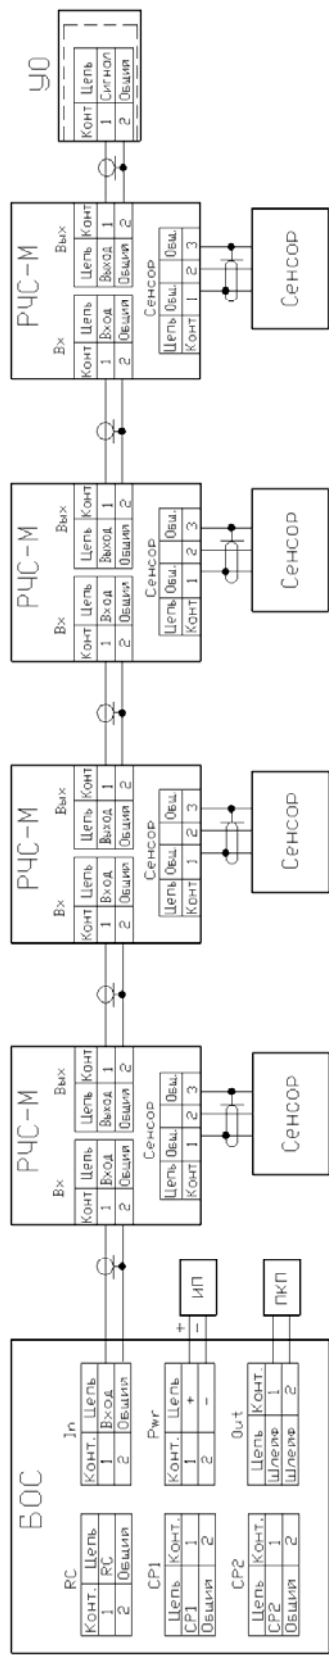 БОС
RC
Конт. Цепь
1 RC
2 Общий
In
Конт. Цепь
1 Вход
2 Общий
CP1
Цепь Конт.
CP1 1
Общий 2
Pwr
Конт. Цепь
1 +
2 -
+
-
ИП
CP2
Цепь Конт.
CP2 1
Общий 2
Out
Цепь Конт.
Шлейф 1
Шлейф 2
ПКП
РЧС-М
Вх Вых
Конт Цепь Цепь Конт
1 Вход Выход 1
2 Общий Общий 2
Сенсор
Цепь Общ. Общ.
Конт 1 2 3
Сенсор
РЧС-М
Вх Вых
Конт Цепь Цепь Конт
1 Вход Выход 1
2 Общий Общий 2
Сенсор
Цепь Общ. Общ.
Конт 1 2 3
Сенсор
РЧС-М
Вх Вых
Конт Цепь Цепь Конт
1 Вход Выход 1
2 Общий Общий 2
Сенсор
Цепь Общ. Общ.
Конт 1 2 3
Сенсор
РЧС-М
Вх Вых
Конт Цепь Цепь Конт
1 Вход Выход 1
2 Общий Общий 2
Сенсор
Цепь Общ. Общ.
Конт 1 2 3
Сенсор
УО
Конт Цепь
1 Сигнал
2 Общий